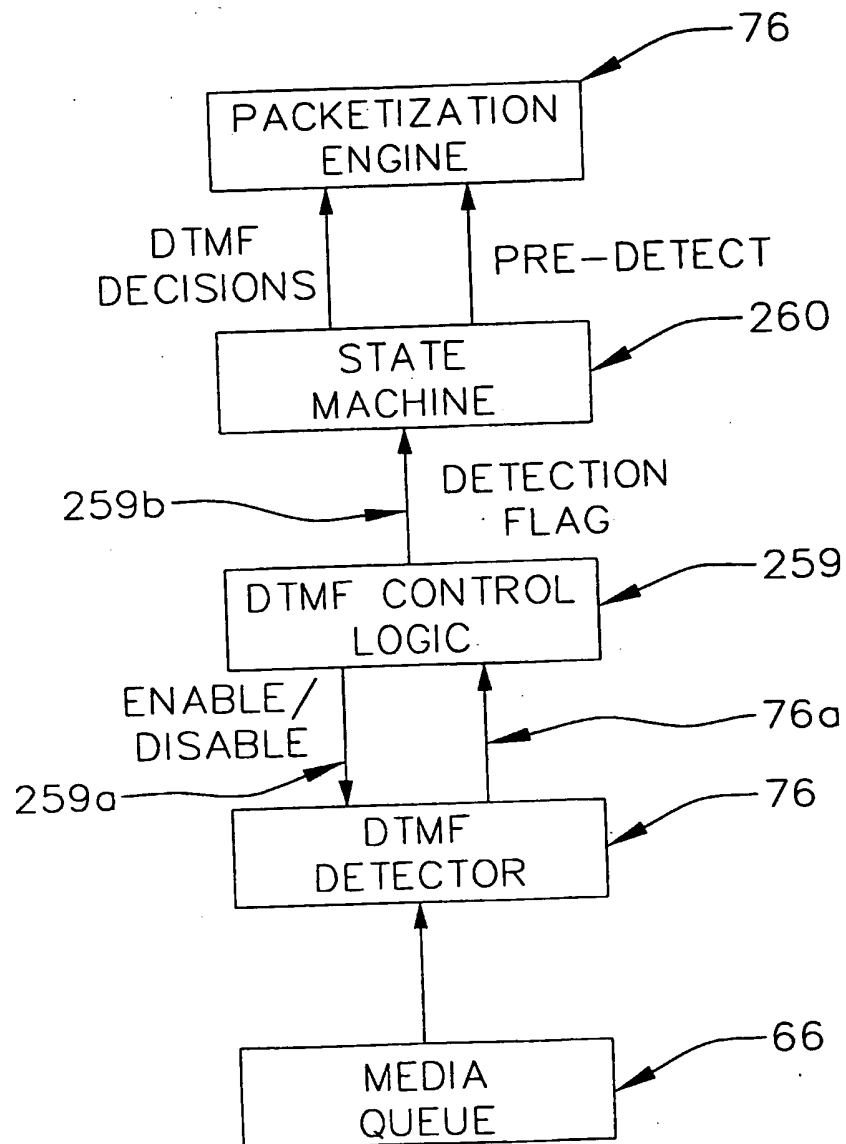 76
PACKETIZATION
ENGINE
DTMF
DECISIONS
PRE-DETECT
260
STATE
MACHINE
259b
DETECTION
FLAG
259
DTMF CONTROL
LOGIC
ENABLE/
DISABLE
76a
259a
76
DTMF
DETECTOR
66
MEDIA
QUEUE